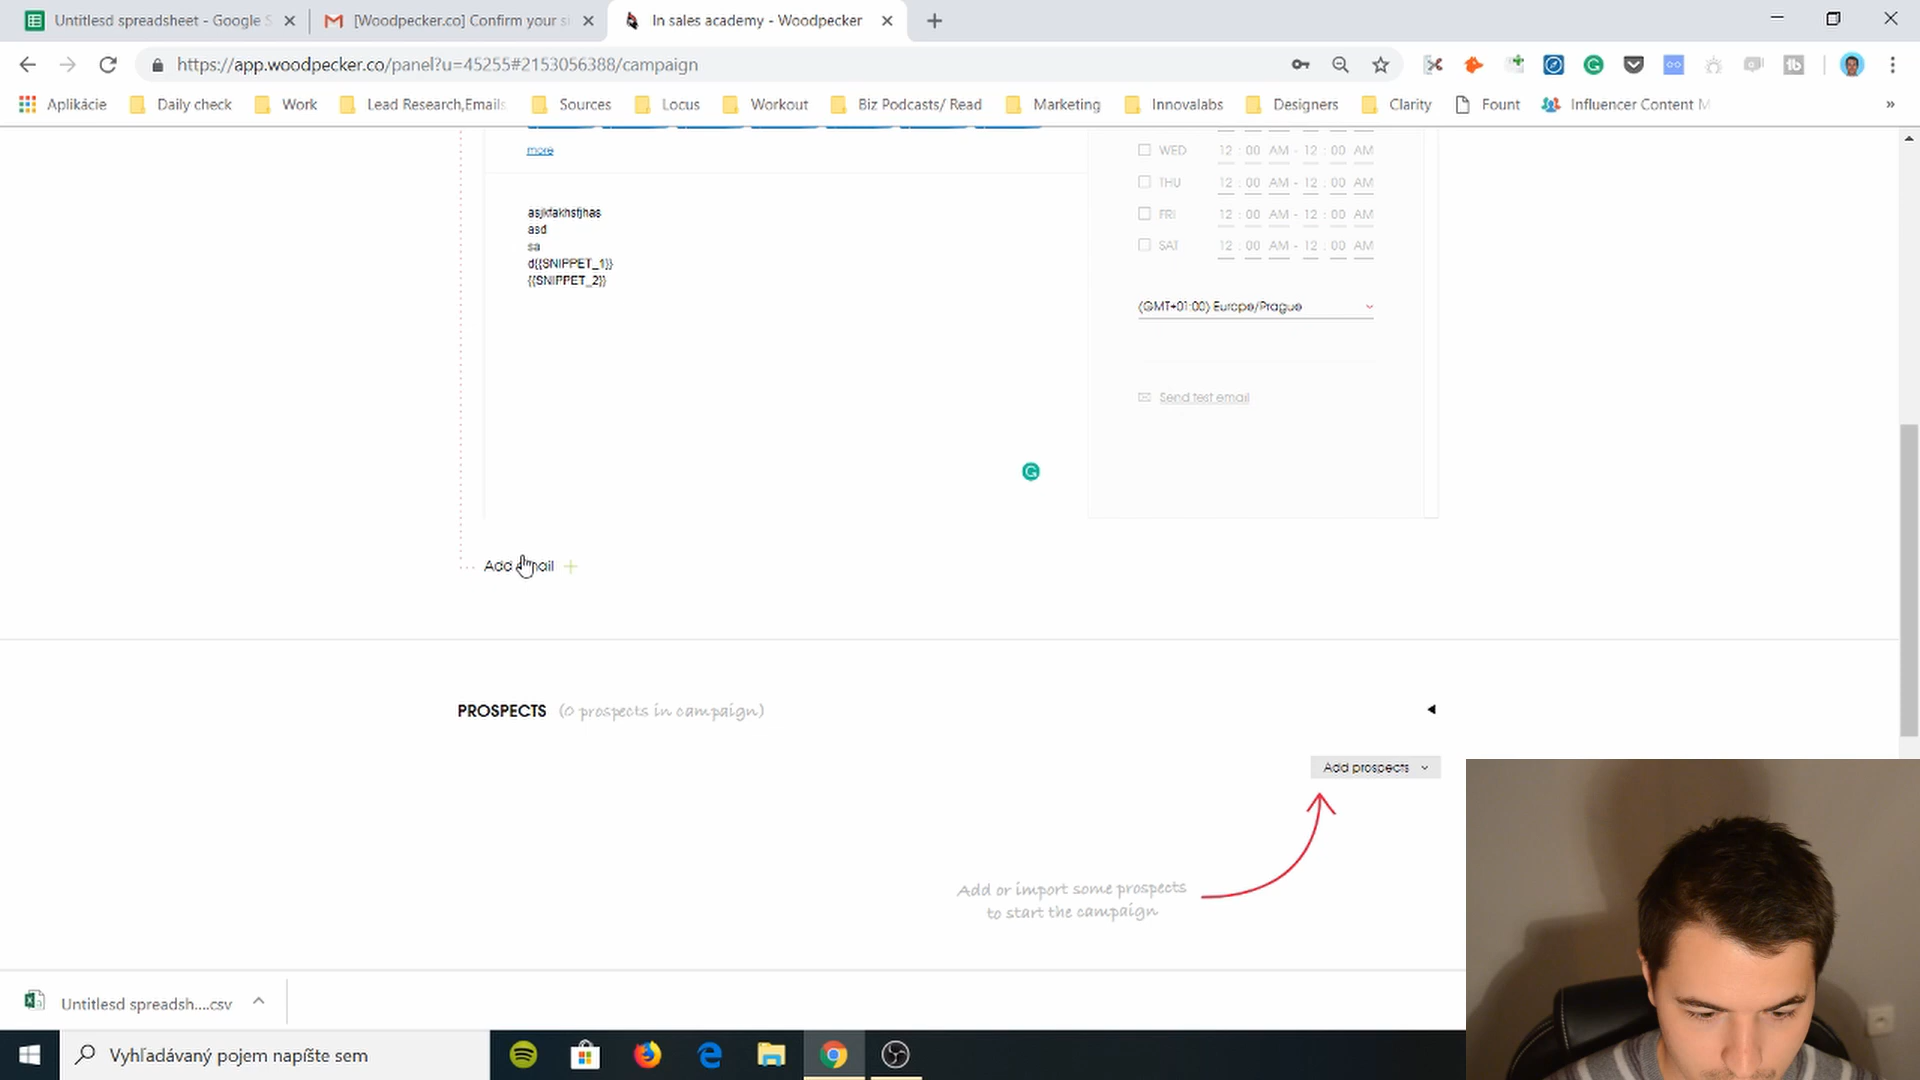 Untitlesd spreadsheet - Google S
[Woodpecker.co] Confirm your si
In sales academy - Woodpecker
https://app.woodpecker.co/panel?u=45255#2153056388/campaign
Aplikácie
Daily check
Work
Lead Research,Emails
Sources
Locus
Workout
Biz Podcasts/ Read
Marketing
Innovalabs
Designers
Clarity
Fount
Influencer Content M
»
more
asjkfakhsfjhas
asd
sa
d{{SNIPPET_1}}
{{SNIPPET_2}}
WED 12 : 00 AM - 12 : 00 AM
THU 12 : 00 AM - 12 : 00 AM
FRI 12 : 00 AM - 12 : 00 AM
SAT 12 : 00 AM - 12 : 00 AM
(GMT+01:00) Europe/Prague
Send test email
Add email +
PROSPECTS (0 prospects in campaign)
Add prospects
Add or import some prospects
to start the campaign
Untitlesd spreadsh....csv
Vyhľadávaný pojem napíšte sem